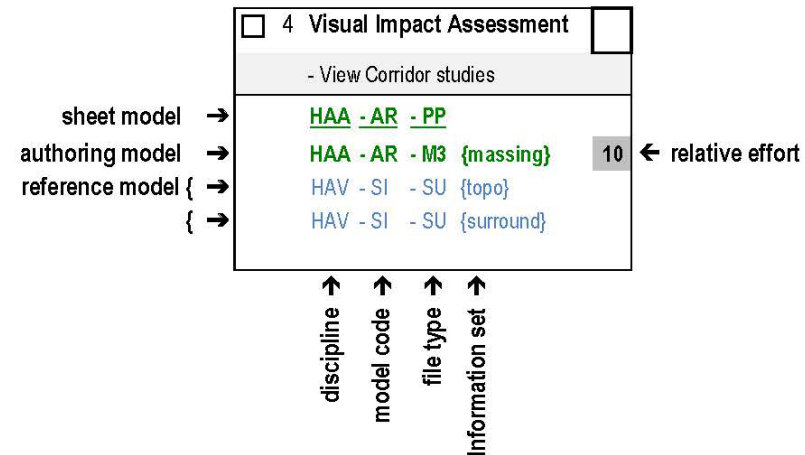 4 Visual Impact Assessment
- View Corridor studies
sheet model → HAA - AR - PP
authoring model → HAA - AR - M3 {massing} 10 ← relative effort
reference model { → HAV - SI - SU {topo}
{ → HAV - SI - SU {surround}
discipline →
model code →
file type →
Information set →